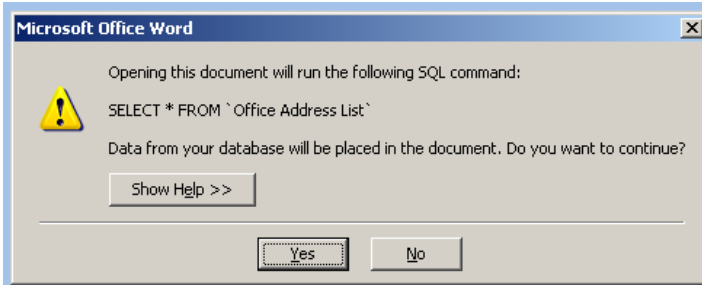 Microsoft Office Word
Opening this document will run the following SQL command:
SELECT * FROM `Office Address List`
Data from your database will be placed in the document. Do you want to continue?
Show Help >>
Yes
No